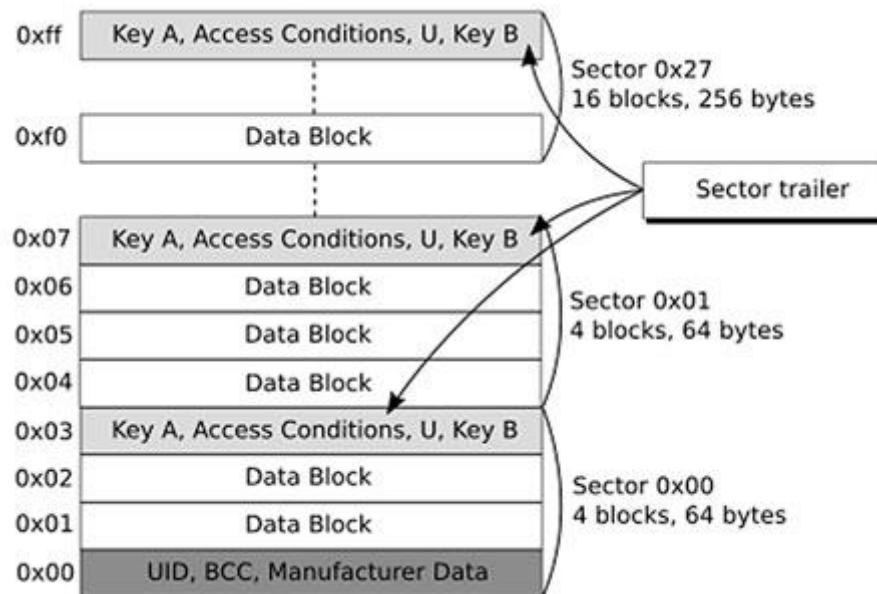 0xff
Key A, Access Conditions, U, Key B
Sector 0x27
16 blocks, 256 bytes
0xf0
Data Block
Sector trailer
0x07
Key A, Access Conditions, U, Key B
0x06
Data Block
Sector 0x01
4 blocks, 64 bytes
0x05
Data Block
0x04
Data Block
0x03
Key A, Access Conditions, U, Key B
0x02
Data Block
Sector 0x00
4 blocks, 64 bytes
0x01
Data Block
0x00
UID, BCC, Manufacturer Data